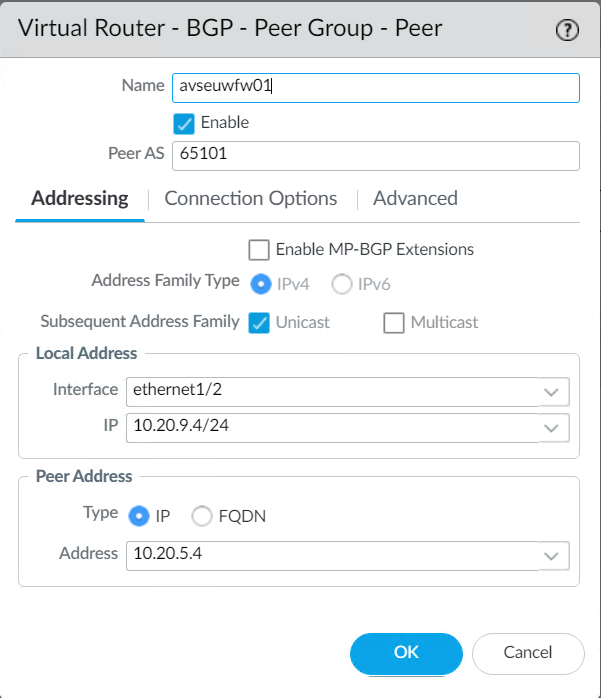 Virtual Router - BGP - Peer Group - Peer ?
Name avseuwfw01
Enable
Peer AS 65101
Addressing Connection Options Advanced
Enable MP-BGP Extensions
Address Family Type IPv4 IPv6
Subsequent Address Family Unicast Multicast
Local Address
Interface ethernet1/2
IP 10.20.9.4/24
Peer Address
Type IP FQDN
Address 10.20.5.4
OK Cancel